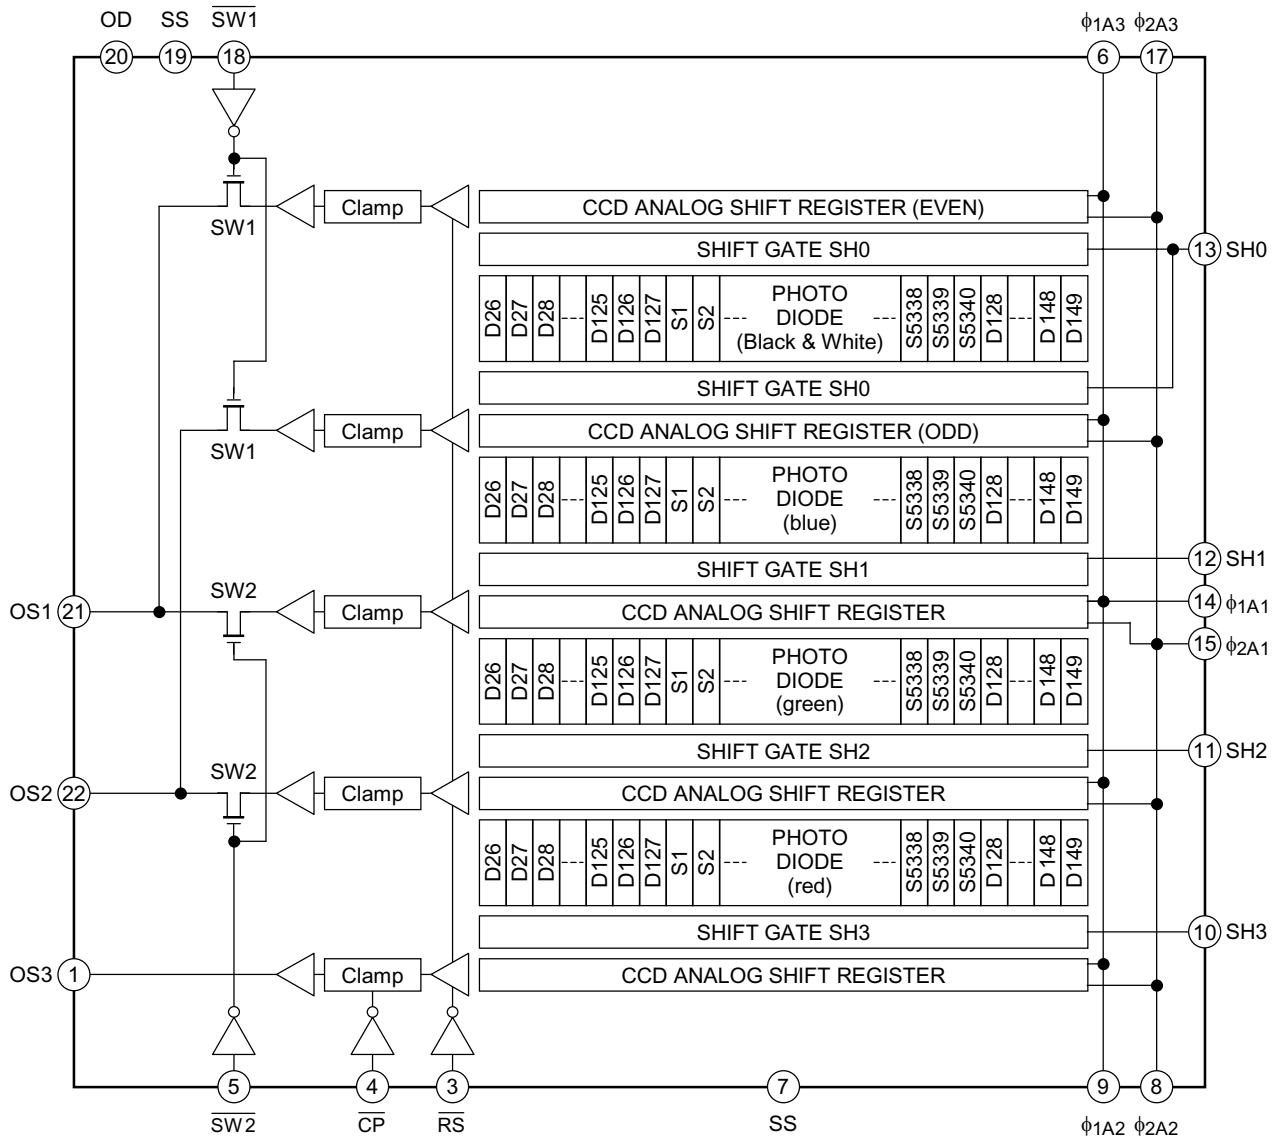 OD SS SW1 ϕ1A3 ϕ2A3
20 19 18 6 17
SW1 Clamp CCD ANALOG SHIFT REGISTER (EVEN)
SHIFT GATE SH0 13 SH0
D26 D27 D28 --- D125 D126 D127 S1 S2 --- PHOTO DIODE (Black & White) --- S5338 S5339 S5340 D128 --- D148 D149
SHIFT GATE SH0
SW1 Clamp CCD ANALOG SHIFT REGISTER (ODD)
D26 D27 D28 --- D125 D126 D127 S1 S2 --- PHOTO DIODE (blue) --- S5338 S5339 S5340 D128 --- D148 D149
SHIFT GATE SH1 12 SH1
OS1 21 SW2 Clamp CCD ANALOG SHIFT REGISTER 14 ϕ1A1
15 ϕ2A1
D26 D27 D28 --- D125 D126 D127 S1 S2 --- PHOTO DIODE (green) --- S5338 S5339 S5340 D128 --- D148 D149
SHIFT GATE SH2 11 SH2
OS2 22 SW2 Clamp CCD ANALOG SHIFT REGISTER
D26 D27 D28 --- D125 D126 D127 S1 S2 --- PHOTO DIODE (red) --- S5338 S5339 S5340 D128 --- D148 D149
SHIFT GATE SH3 10 SH3
OS3 1 Clamp CCD ANALOG SHIFT REGISTER
5 4 3 7 9 8
SW2 CP RS SS ϕ1A2 ϕ2A2